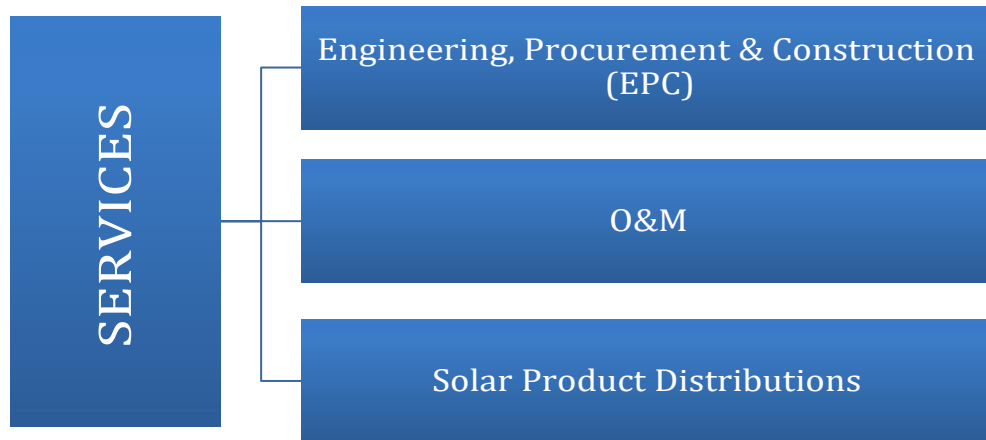 SERVICES
Engineering, Procurement & Construction
(EPC)
O&M
Solar Product Distributions